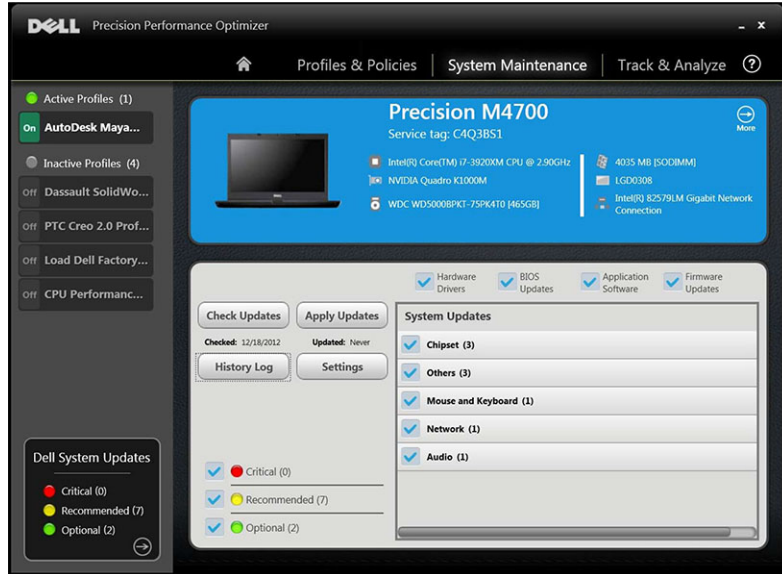 DELL Precision Performance Optimizer
Profiles & Policies
System Maintenance
Track & Analyze
?
Active Profiles (1)
On AutoDesk Maya...
Inactive Profiles (4)
Off Dassault SolidWo...
Off PTC Creo 2.0 Prof...
Off Load Dell Factory...
Off CPU Performanc...
Dell System Updates
Critical (0)
Recommended (7)
Optional (2)
Precision M4700
Service tag: C4Q3BS1
More
Intel(R) Core(TM) i7-3920XM CPU @ 2.90GHz
NVIDIA Quadro K1000M
WDC WD5000BPKT-75PK4T0 [465GB]
4035 MB [SODIMM]
LGD0308
Intel(R) 82579LM Gigabit Network
Connection
Hardware
Drivers
BIOS
Updates
Application
Software
Firmware
Updates
Check Updates
Apply Updates
Checked: 12/18/2012
Updated: Never
History Log
Settings
Critical (0)
Recommended (7)
Optional (2)
System Updates
Chipset (3)
Others (3)
Mouse and Keyboard (1)
Network (1)
Audio (1)